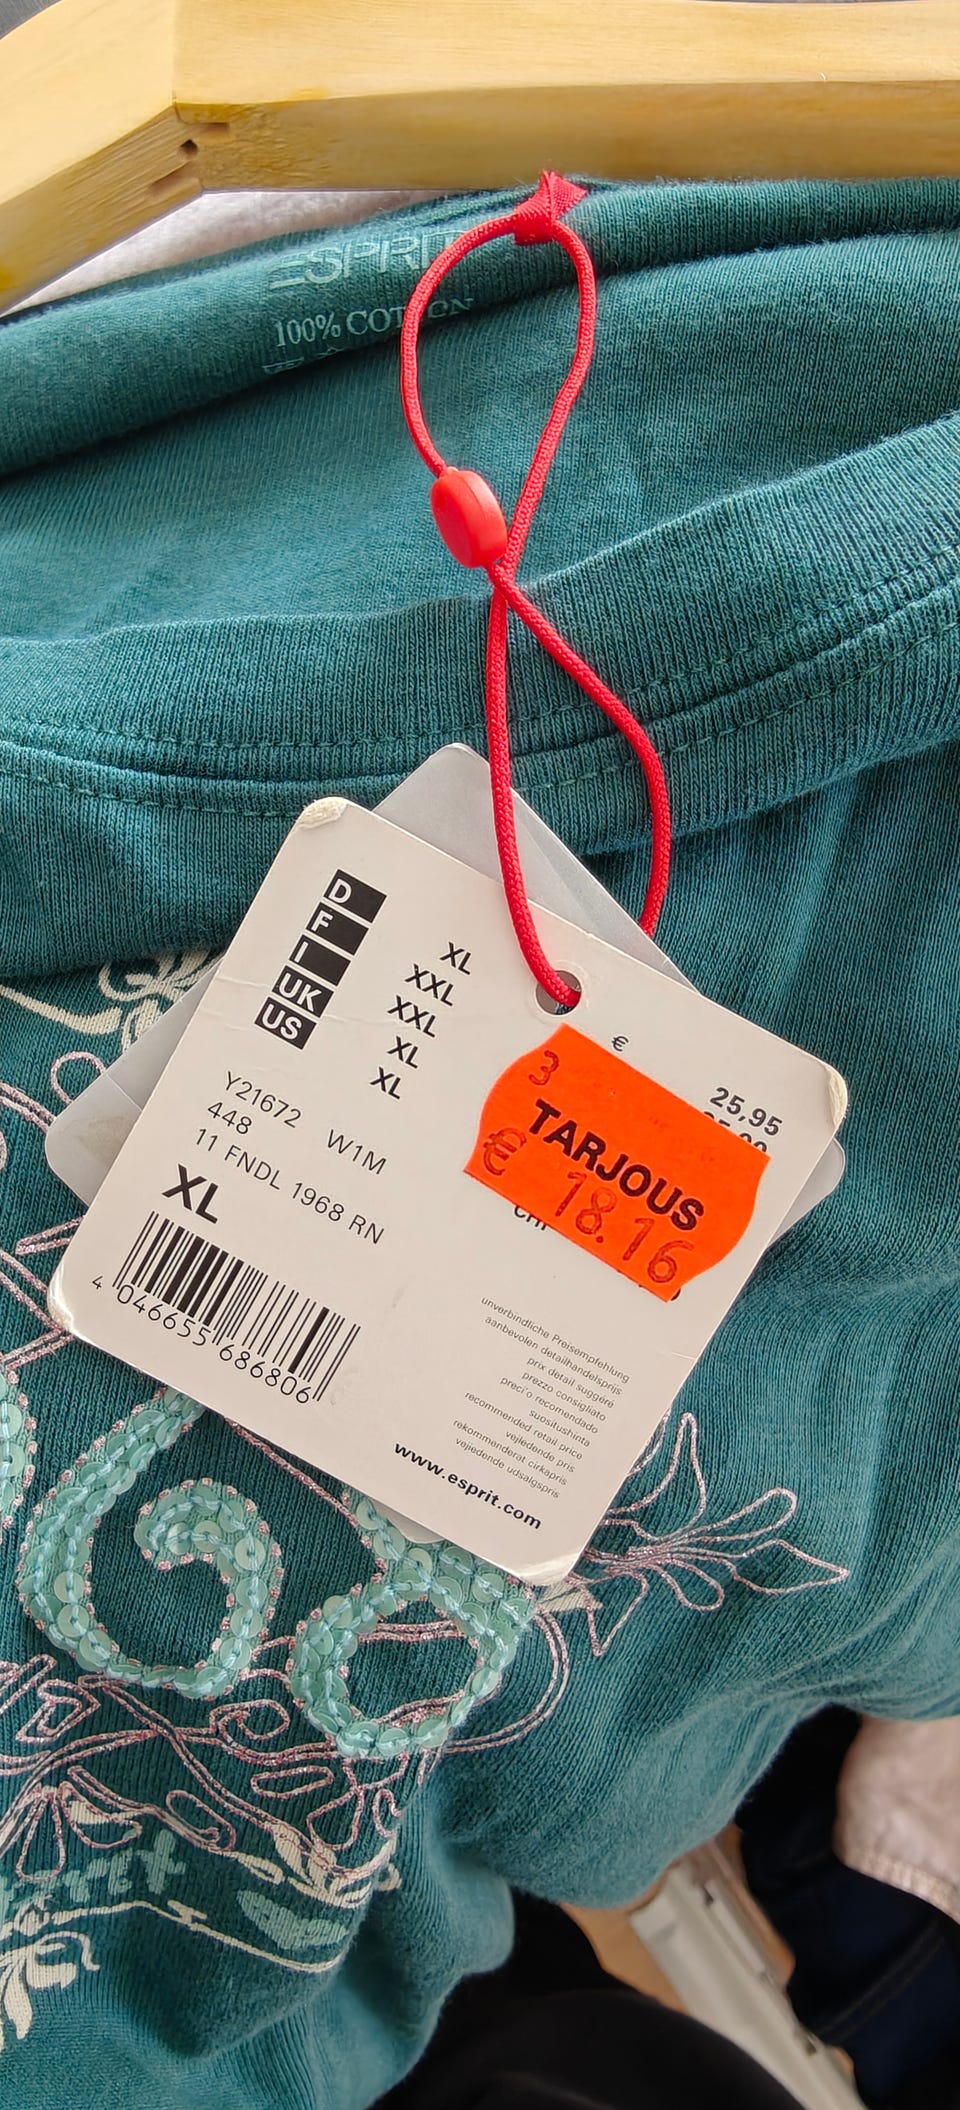 ESPRIT
100% COTTON
D XL
F XXL
I XXL
UK XL
US XL
€
25,95
3
TARJOUS
€ 18.16
Y21672 W1M
448
11 FNDL 1968 RN
XL
4 046655 686806
unverbindliche Preisempfehlung
aanbevolen detailhandelsprijs
prix detail suggéré
prezzo consigliato
precio recomendado
suositushinta
recommended retail price
vejledende pris
rekommenderat cirkapris
vejledende udsalgspris
www.esprit.com